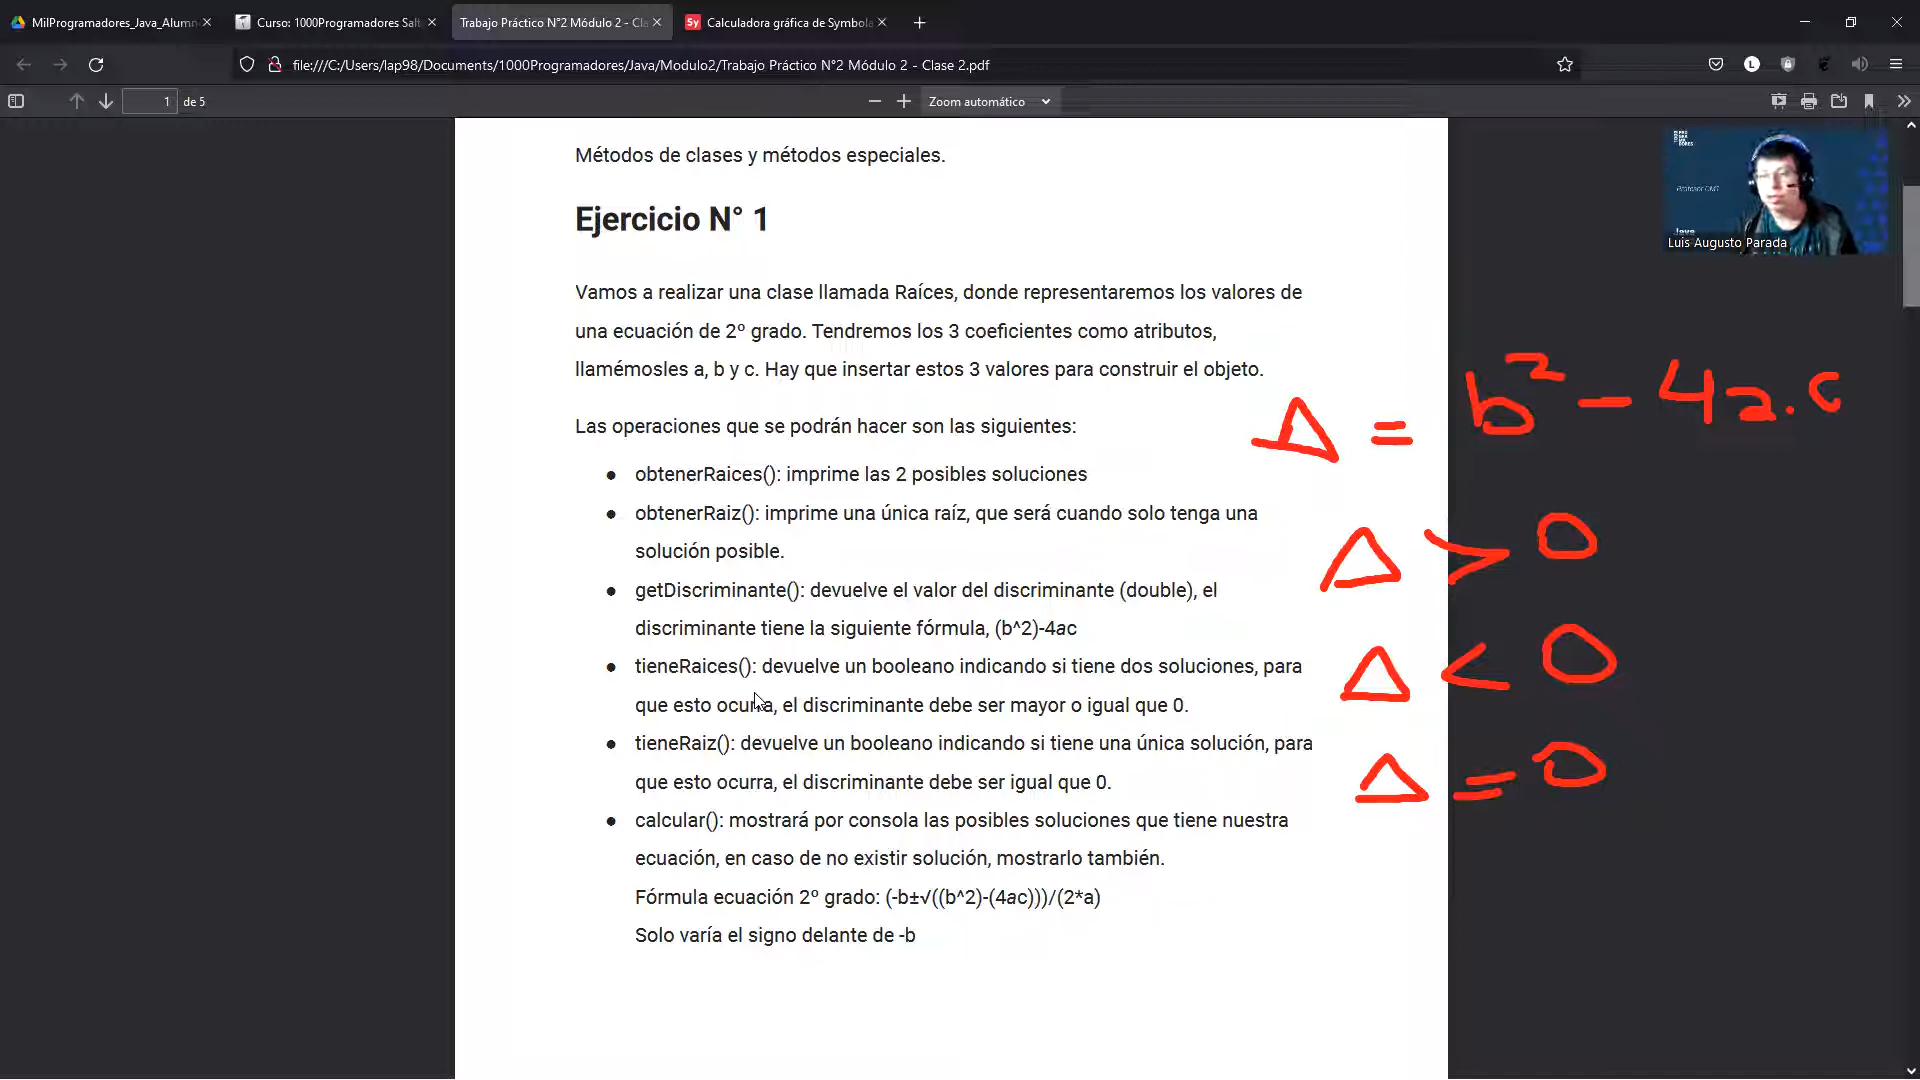 MilProgramadores_Java_Alumn
Curso: 1000Programadores Salt
Trabajo Práctico N°2 Módulo 2 - Cla
Sy
Calculadora gráfica de Symbola
file:///C:/Users/lap98/Documents/1000Programadores/Java/Modulo2/Trabajo Práctico N°2 Módulo 2 - Clase 2.pdf
L
1
de 5
Zoom automático
Métodos de clases y métodos especiales.
Ejercicio N° 1
Vamos a realizar una clase llamada Raíces, donde representaremos los valores de
una ecuación de 2º grado. Tendremos los 3 coeficientes como atributos,
llamémosles a, b y c. Hay que insertar estos 3 valores para construir el objeto.
Las operaciones que se podrán hacer son las siguientes:
● obtenerRaices(): imprime las 2 posibles soluciones
● obtenerRaiz(): imprime una única raíz, que será cuando solo tenga una
solución posible.
● getDiscriminante(): devuelve el valor del discriminante (double), el
discriminante tiene la siguiente fórmula, (b^2)-4ac
● tieneRaices(): devuelve un booleano indicando si tiene dos soluciones, para
que esto ocurra, el discriminante debe ser mayor o igual que 0.
● tieneRaiz(): devuelve un booleano indicando si tiene una única solución, para
que esto ocurra, el discriminante debe ser igual que 0.
● calcular(): mostrará por consola las posibles soluciones que tiene nuestra
ecuación, en caso de no existir solución, mostrarlo también.
Fórmula ecuación 2º grado: (-b±√((b^2)-(4ac)))/(2*a)
Solo varía el signo delante de -b
Δ = b² - 4a.c
Δ > 0
Δ < 0
Δ = 0
Profesor CMT
Java
Luis Augusto Parada